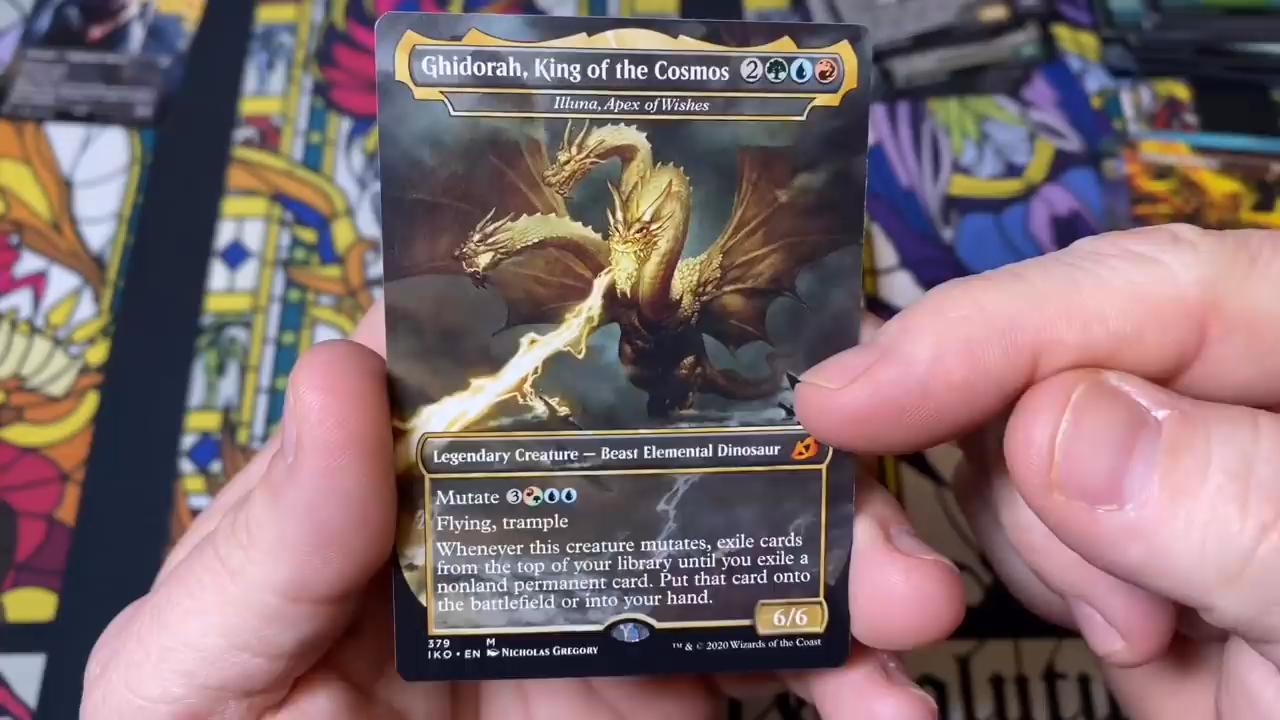 Ghidorah, King of the Cosmos 2
Illuna, Apex of Wishes
Legendary Creature — Beast Elemental Dinosaur
Mutate 3
Flying, trample
Whenever this creature mutates, exile cards
from the top of your library until you exile a
nonland permanent card. Put that card onto
the battlefield or into your hand.
6/6
379 M
IKO • EN Nicholas Gregory
™ & © 2020 Wizards of the Coast